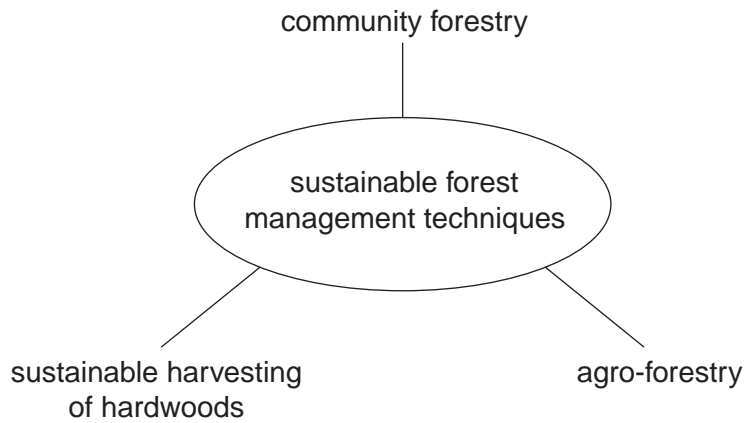 community forestry
sustainable forest
management techniques
sustainable harvesting
of hardwoods
agro-forestry